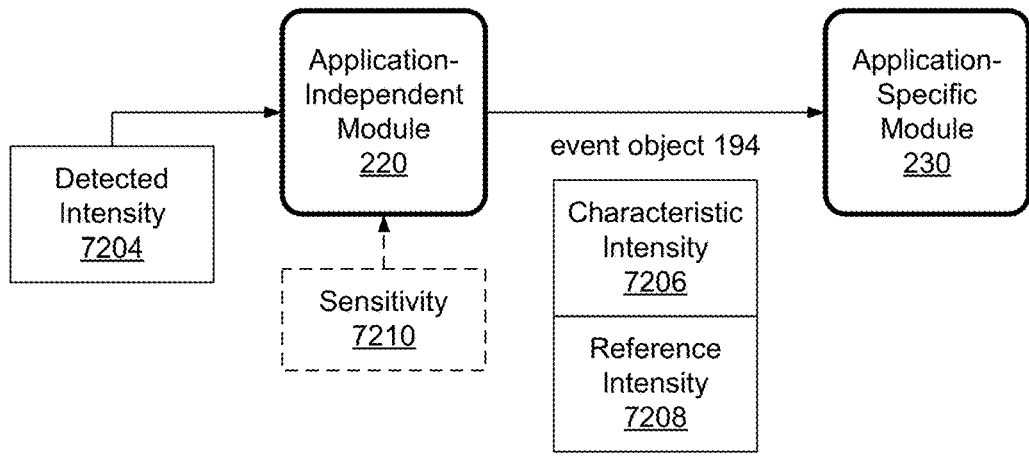 Application-
Independent
Module
220
Application-
Specific
Module
230
event object 194
Detected
Intensity
7204
Characteristic
Intensity
7206
Sensitivity
7210
Reference
Intensity
7208